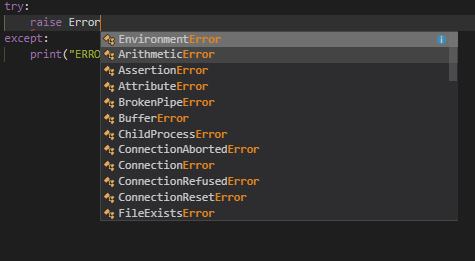 try:
    raise Error
except:
    print("ERRO
EnvironmentError
ArithmeticError
AssertionError
AttributeError
BrokenPipeError
BufferError
ChildProcessError
ConnectionAbortedError
ConnectionError
ConnectionRefusedError
ConnectionResetError
FileExistsError